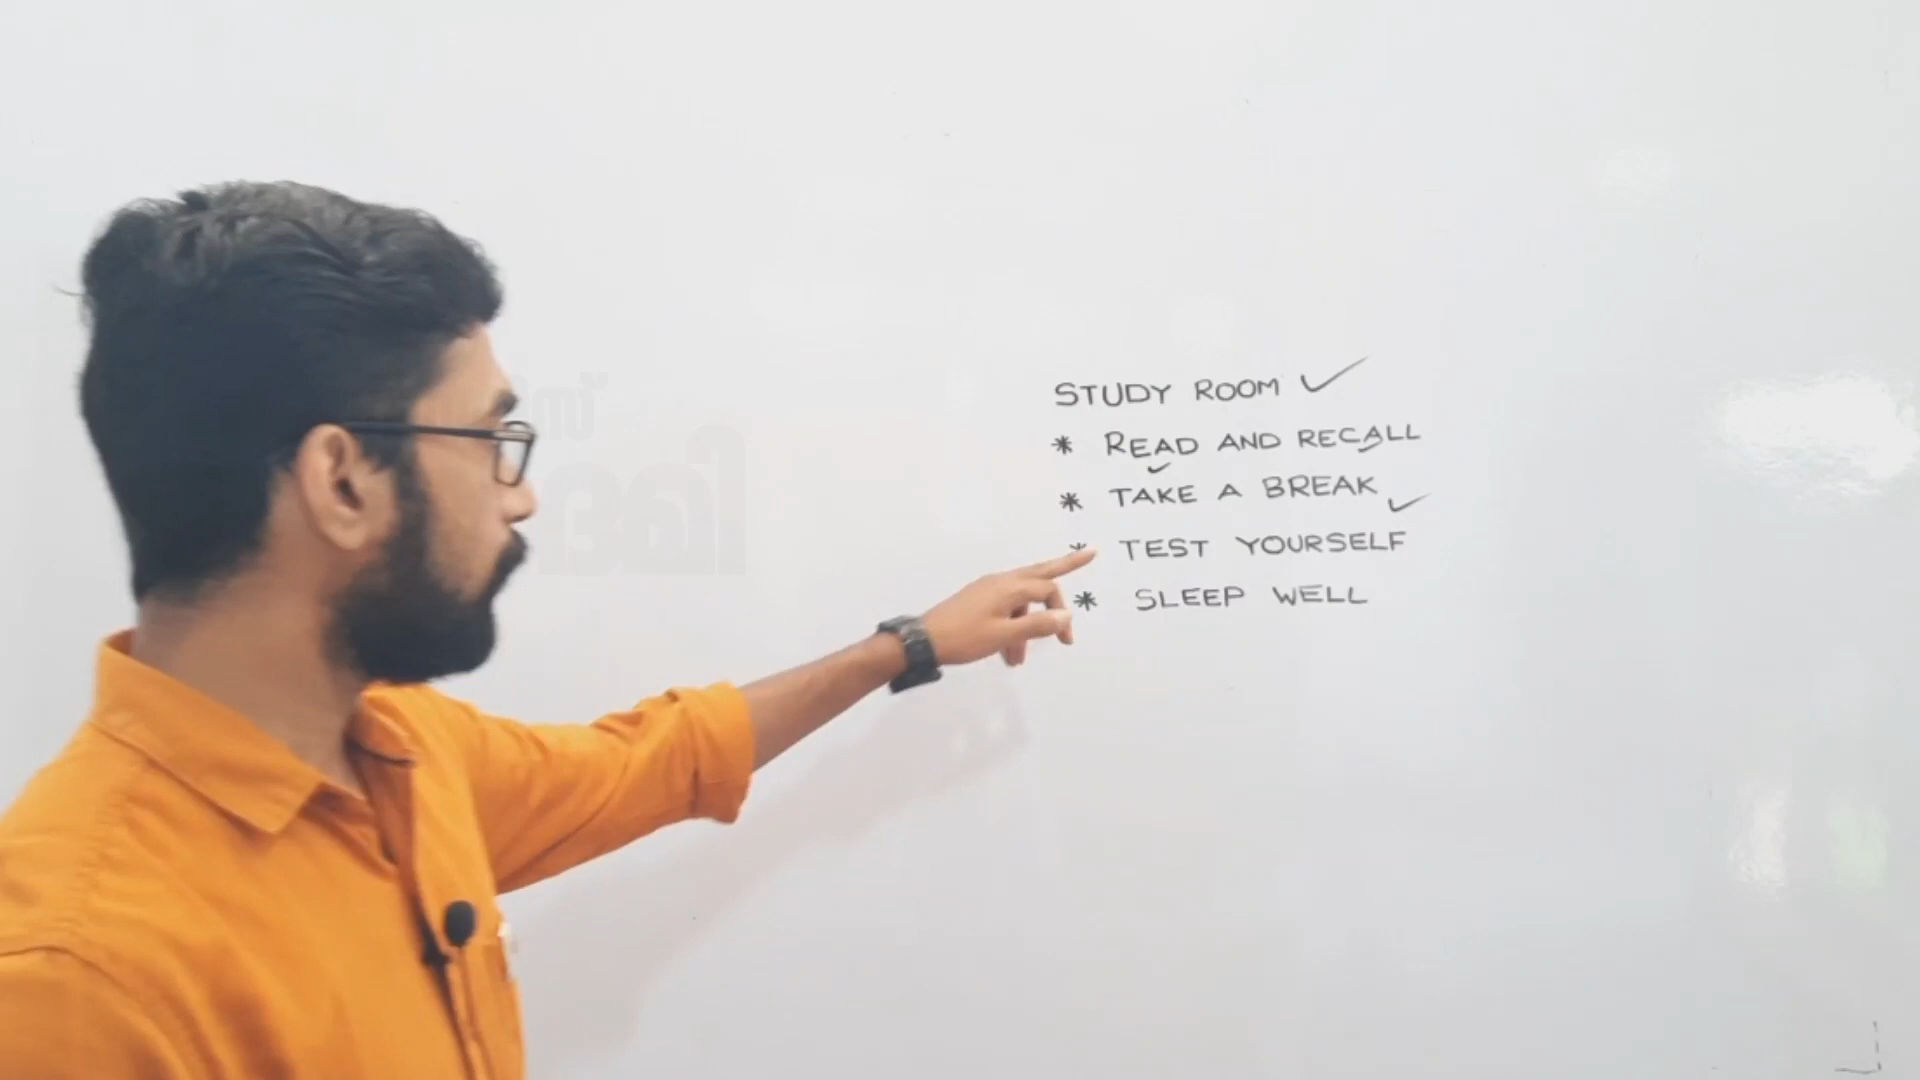 STUDY ROOM ✓
* READ AND RECALL
* TAKE A BREAK ✓
* TEST YOURSELF
* SLEEP WELL